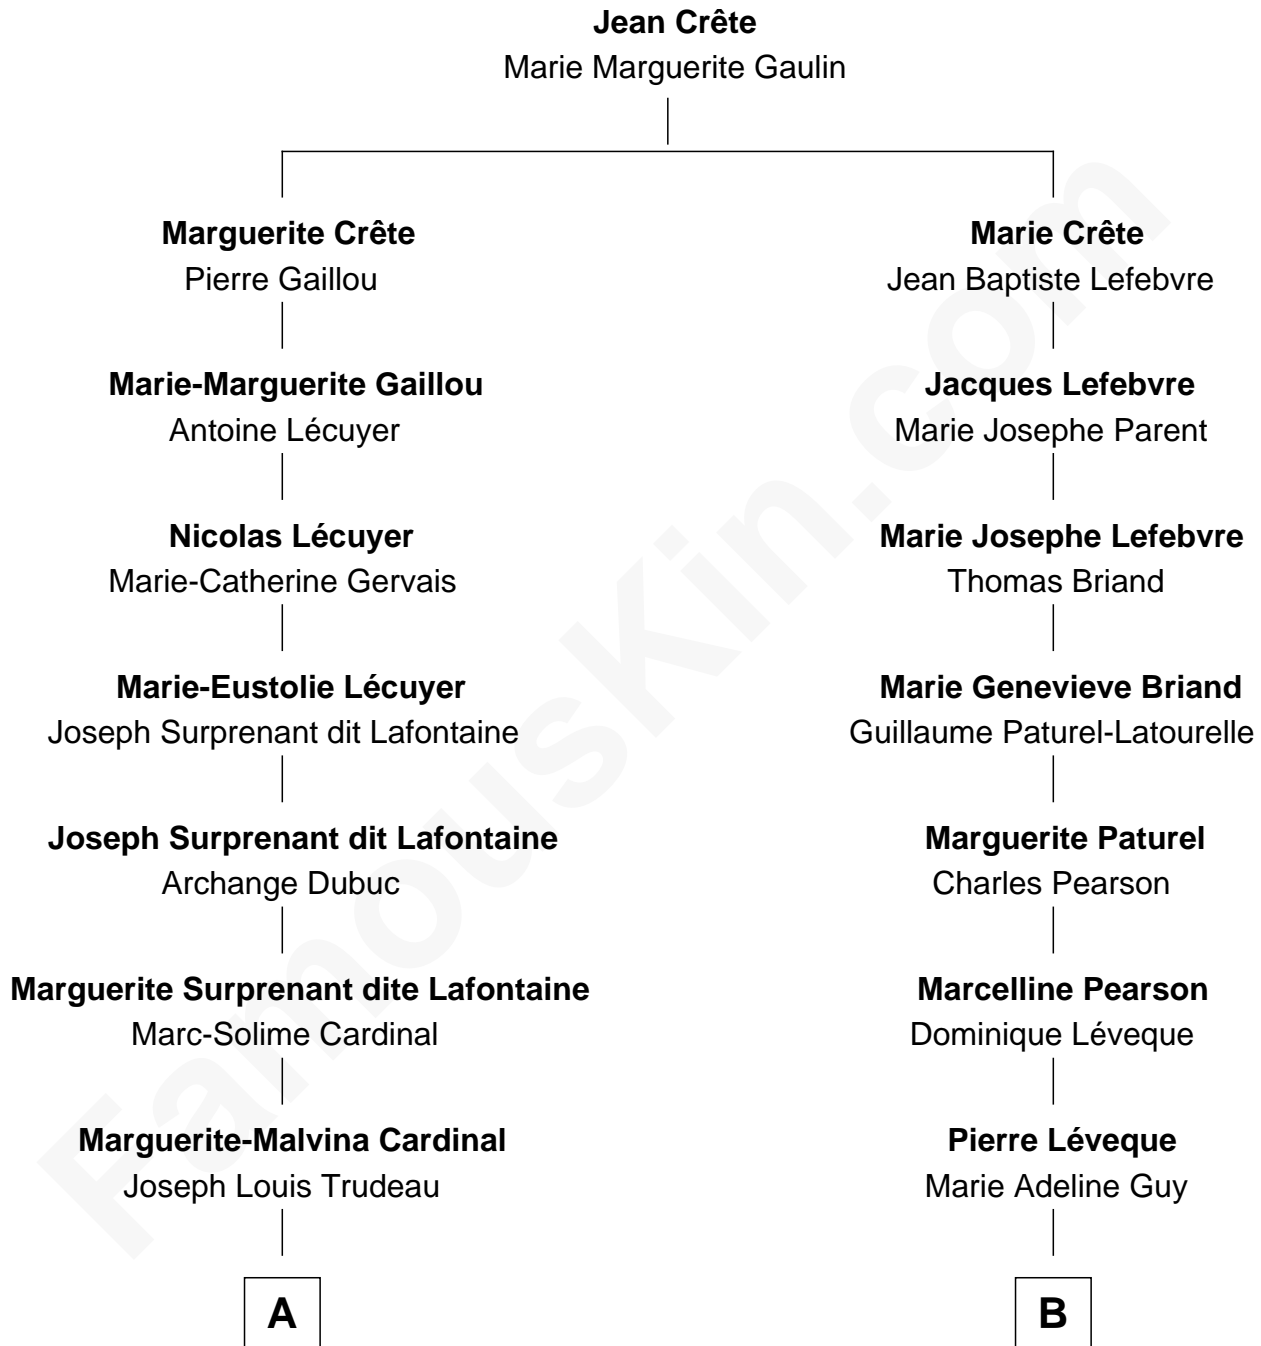 Jean Crête
Marie Marguerite Gaulin
Marguerite Crête
Pierre Gaillou
Marie Crête
Jean Baptiste Lefebvre
Marie-Marguerite Gaillou
Antoine Lécuyer
Jacques Lefebvre
Marie Josephe Parent
Nicolas Lécuyer
Marie-Catherine Gervais
Marie Josephe Lefebvre
Thomas Briand
Marie-Eustolie Lécuyer
Joseph Surprenant dit Lafontaine
Marie Genevieve Briand
Guillaume Paturel-Latourelle
Joseph Surprenant dit Lafontaine
Archange Dubuc
Marguerite Paturel
Charles Pearson
Marguerite Surprenant dite Lafontaine
Marc-Solime Cardinal
Marcelline Pearson
Dominique Léveque
Marguerite-Malvina Cardinal
Joseph Louis Trudeau
Pierre Léveque
Marie Adeline Guy
A
B
FamousKin.com